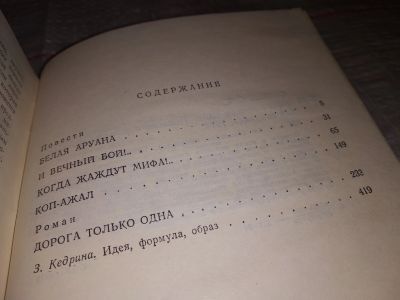 СОДЕРЖАНИЕ
Повести
БЕЛАЯ АРУАНА . . . . . . . . . . 5
И ВЕЧНЫЙ БОЙ!.. . . . . . . . . . 31
КОГДА ЖАЖДУТ МИФА!.. . . . . . . . 65
КОП-АЖАЛ . . . . . . . . . . 149
Роман
ДОРОГА ТОЛЬКО ОДНА . . . . . . . . 233
З. Кедрина. Идея, формула, образ . . . . . . 419